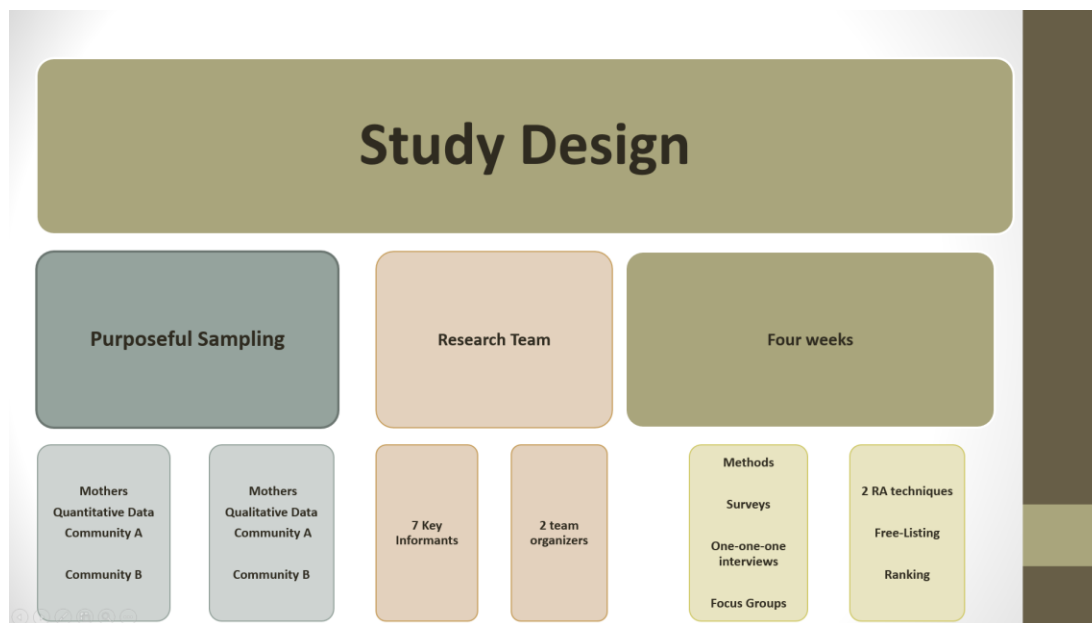 Study Design
Purposeful Sampling
Research Team
Four weeks
Mothers
Quantitative Data
Community A
Community B
Mothers
Qualitative Data
Community A
Community B
7 Key
Informants
2 team
organizers
Methods
Surveys
One-one-one
interviews
Focus Groups
2 RA techniques
Free-Listing
Ranking